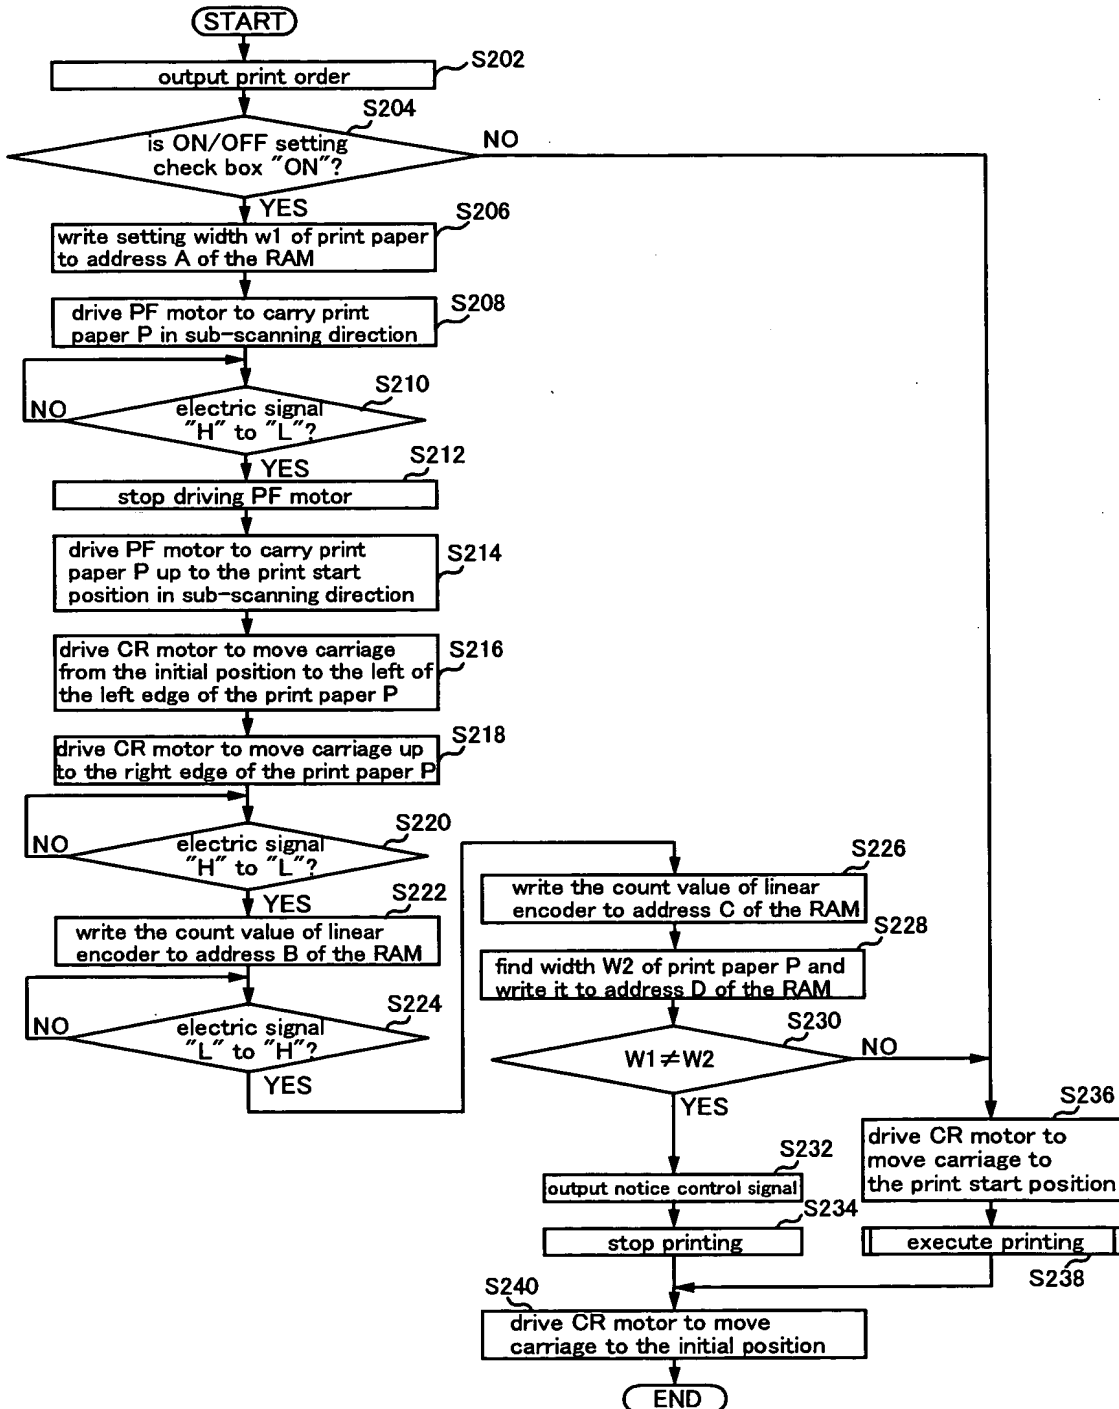 START
S202
output print order
S204
is ON/OFF setting
check box "ON"?
NO
YES
S206
write setting width w1 of print paper
to address A of the RAM
S208
drive PF motor to carry print
paper P in sub-scanning direction
S210
NO
electric signal
"H" to "L"?
YES
S212
stop driving PF motor
S214
drive PF motor to carry print
paper P up to the print start
position in sub-scanning direction
S216
drive CR motor to move carriage
from the initial position to the left of
the left edge of the print paper P
S218
drive CR motor to move carriage up
to the right edge of the print paper P
S220
NO
electric signal
"H" to "L"?
YES
S222
write the count value of linear
encoder to address B of the RAM
S224
NO
electric signal
"L" to "H"?
YES
S226
write the count value of linear
encoder to address C of the RAM
S228
find width W2 of print paper P and
write it to address D of the RAM
S230
W1≠W2
NO
YES
S232
output notice control signal
S234
stop printing
S236
drive CR motor to
move carriage to
the print start position
execute printing
S238
S240
drive CR motor to move
carriage to the initial position
END